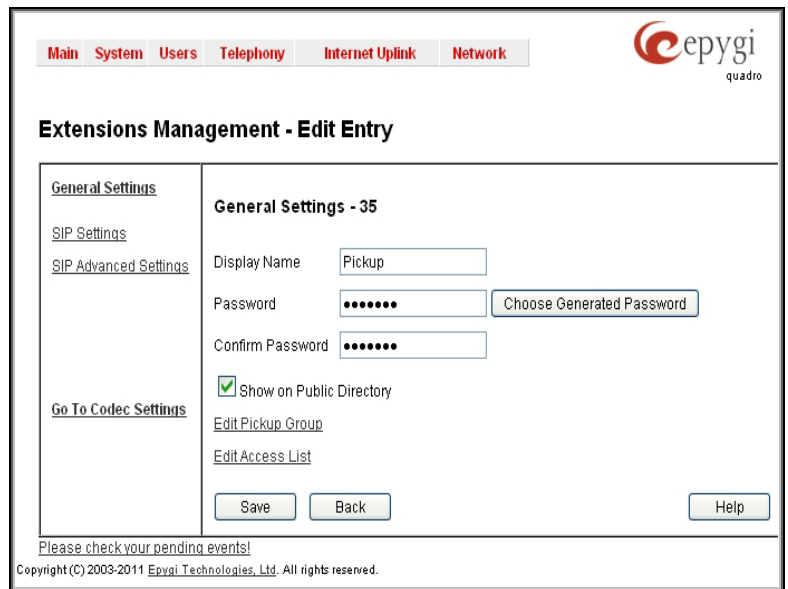 Main System Users Telephony Internet Uplink Network
epygi
quadro
Extensions Management - Edit Entry
General Settings
SIP Settings
SIP Advanced Settings
Go To Codec Settings
General Settings - 35
Display Name Pickup
Password ●●●●●●● Choose Generated Password
Confirm Password ●●●●●●●
Show on Public Directory
Edit Pickup Group
Edit Access List
Save Back Help
Please check your pending events!
Copyright (C) 2003-2011 Epygi Technologies, Ltd. All rights reserved.